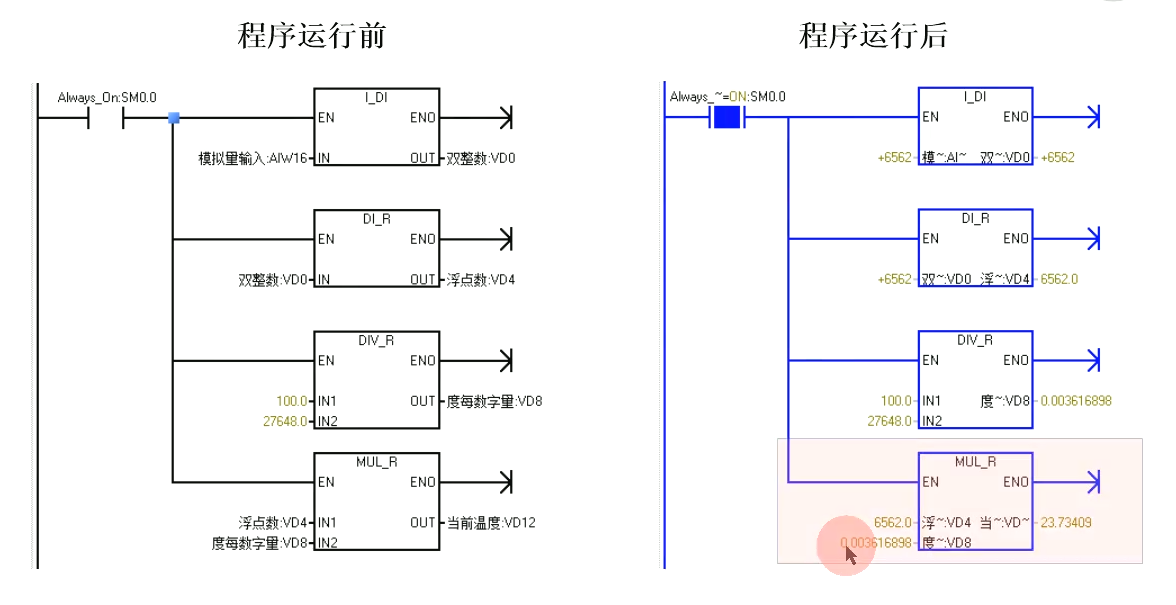 程序运行前
Always_On:SM0.0
I_DI
EN ENO
模拟量输入:AIW16 IN OUT 双整数:VD0
DI_R
EN ENO
双整数:VD0 IN OUT 浮点数:VD4
DIV_R
EN ENO
100.0 IN1 OUT 度每数字量:VD8
27648.0 IN2
MUL_R
EN ENO
浮点数:VD4 IN1 OUT 当前温度:VD12
度每数字量:VD8 IN2
程序运行后
Always_~=ON:SM0.0
I_DI
EN ENO
+6562 模~:AI~ 双~:VD0 +6562
DI_R
EN ENO
+6562 双~:VD0 浮~:VD4 6562.0
DIV_R
EN ENO
100.0 IN1 度~:VD8 0.003616898
27648.0 IN2
MUL_R
EN ENO
6562.0 浮~:VD4 当~:VD~ 23.73409
0.003616898 度~:VD8